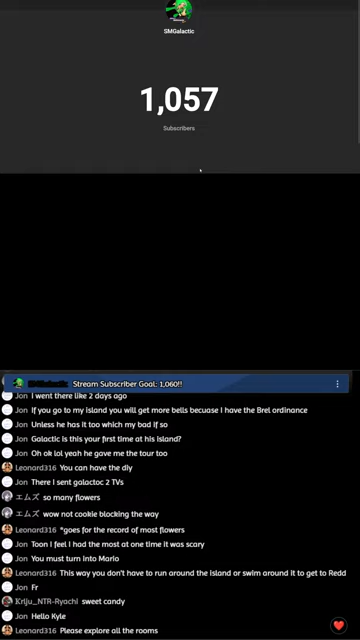 SMGalactic
1,057
Subscribers
Stream Subscriber Goal: 1,060!!
Jon I went there like 2 days ago
Jon If you go to my island you will get more bells becuase I have the Brel ordinance
Jon Unless he has it too which my bad if so
Jon Galactic is this your first time at his island?
Jon Oh ok lol yeah he gave me the tour too
Leonard316 You can have the diy
Jon There I sent galactoc 2 TVs
エムズ so many flowers
エムズ wow not cookie blocking the way
Leonard316 *goes for the record of most flowers
Jon Toon I feel I had the most at one time it was scary
Jon You must turn into Mario
Leonard316 This way you don't have to run around the island or swim around it to get to Redd
Jon Fr
Kriju_NTR-Ryachi sweet candy
Jon Hello Kyle
Leonard316 Please explore all the rooms